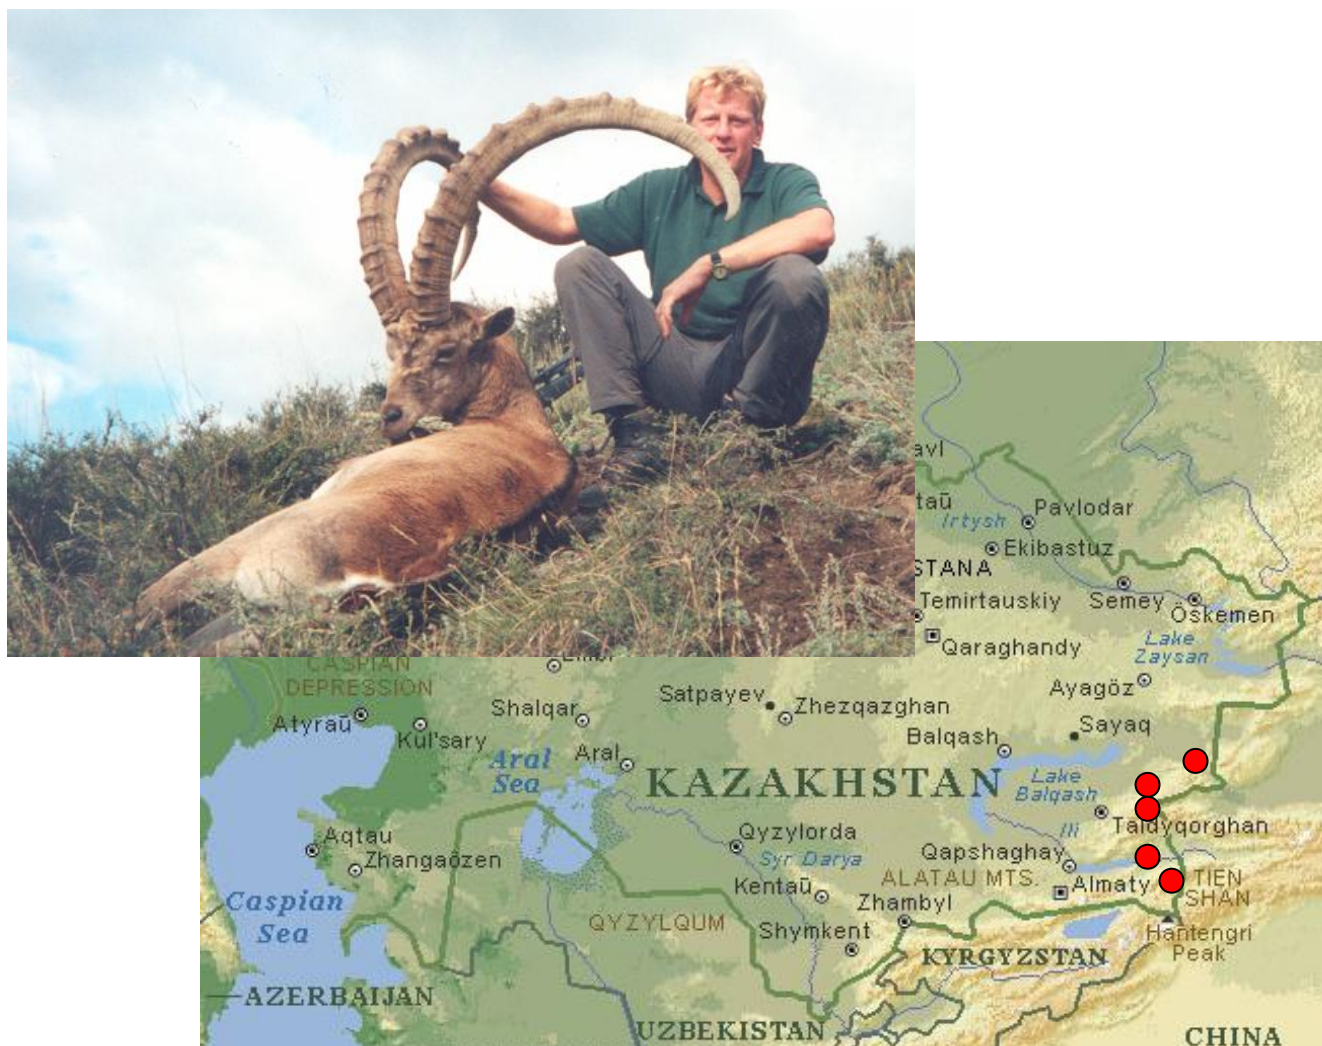 avl
taū
Irtysh
Pavlodar
Ekibastuz
STANA
Temirtauskiy
Semey
Öskemen
Qaraghandy
Lake
Zaysan
CASPIAN
DEPRESSION
Ayagöz
Satpayev
Zhezqazghan
Shalqar
Atyraū
Kul'sary
Sayaq
Balqash
Aral
Aral
Sea
KAZAKHSTAN
Lake
Balqash
Taldyqorghan
Ili
Aqtau
Zhangaözen
Qyzylorda
Syr Darya
Qapshaghay
ALATAU MTS.
Almaty
TIEN
SHAN
Kentaū
Zhambyl
Caspian
Sea
QYZYLQUM
Shymkent
Hantengri
Peak
KYRGYZSTAN
AZERBAIJAN
UZBEKISTAN
CHINA